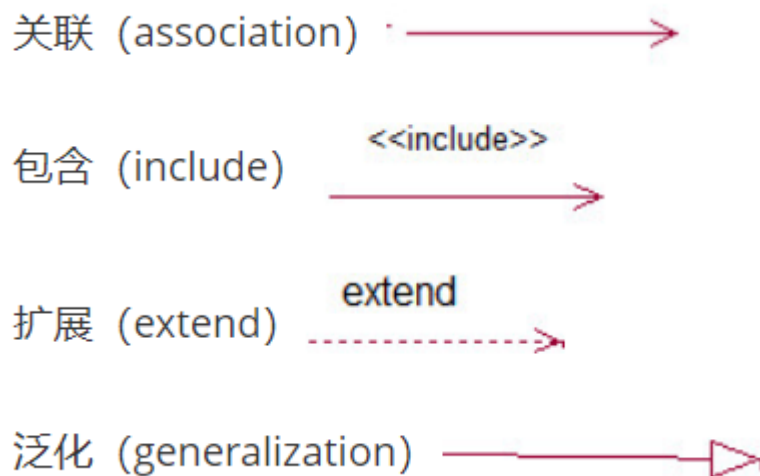 关联 (association)
<<include>>
包含 (include)
extend
扩展 (extend)
泛化 (generalization)